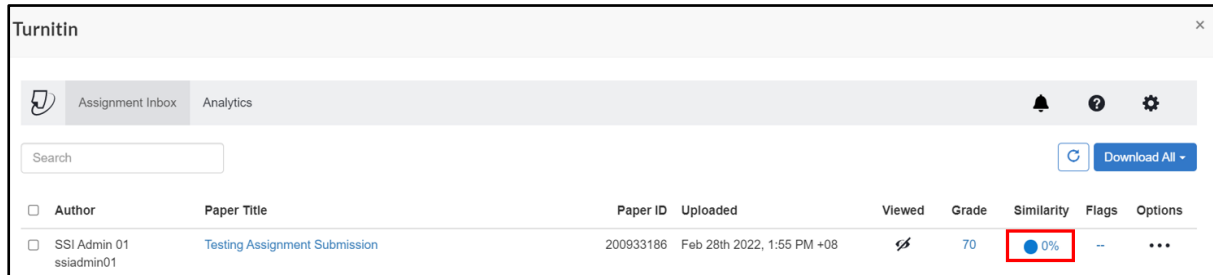 Turnitin
×
Assignment Inbox Analytics
Search
Download All
Author Paper Title Paper ID Uploaded Viewed Grade Similarity Flags Options
SSI Admin 01 Testing Assignment Submission 200933186 Feb 28th 2022, 1:55 PM +08 70 0% -- •••
ssiadmin01